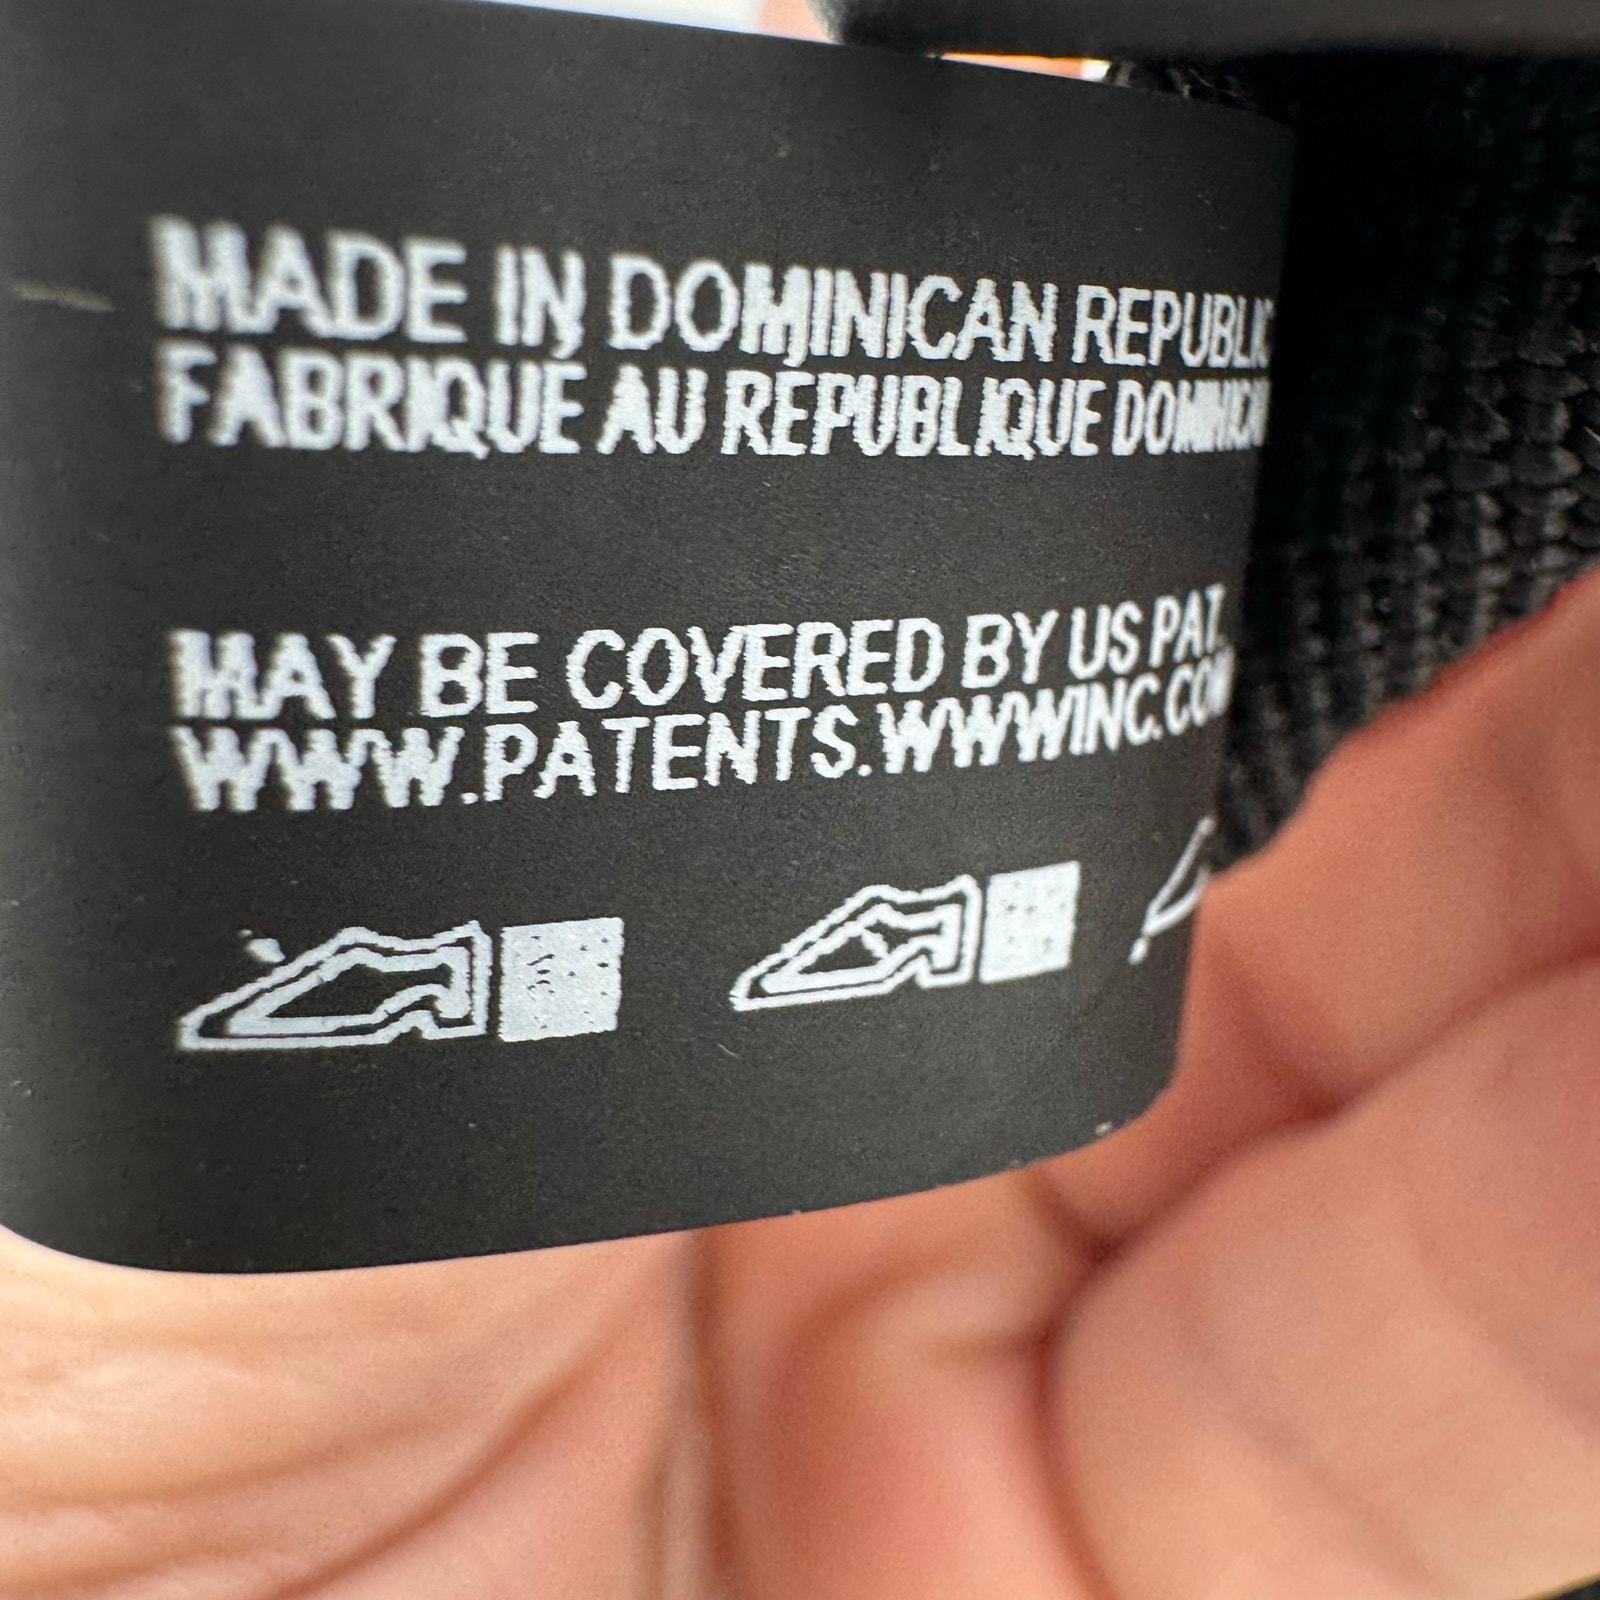 MADE IN DOMINICAN REPUBLIC
FABRIQUE AU REPUBLIQUE
MAY BE COVERED BY US PAT.
WWW.PATENTS.WWWINC.COM